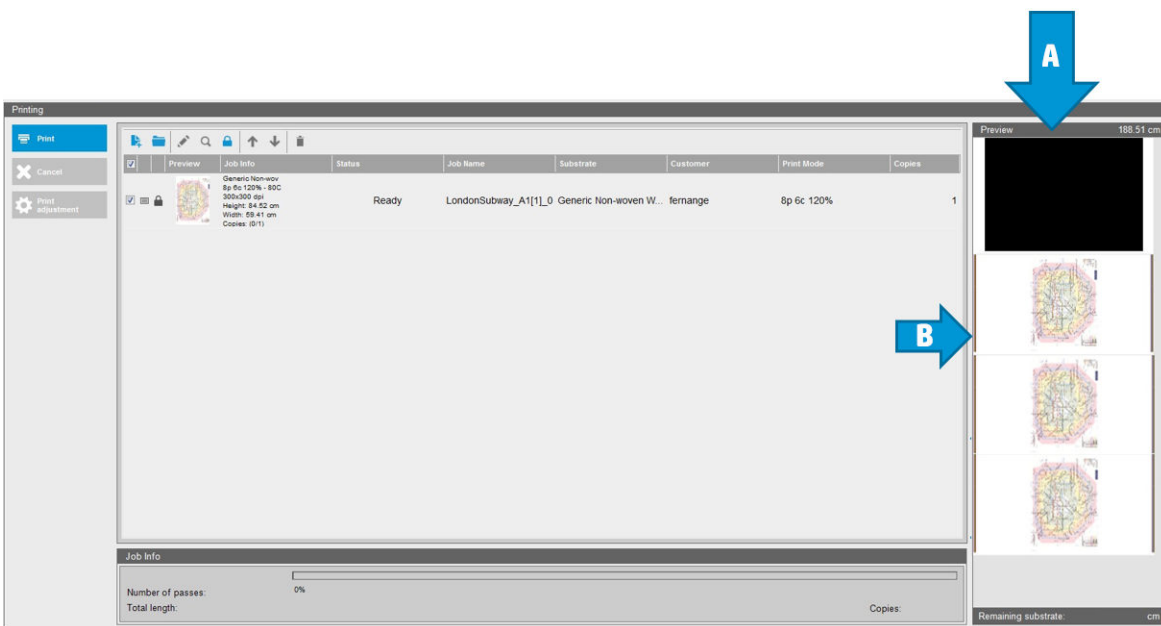 A
Printing
Print
Cancel
Print
adjustment
Preview
Job Info
Status
Job Name
Substrate
Customer
Print Mode
Copies
Generic Non-wov
8p 6c 120% - 80C
300x300 dpi
Height: 84.52 cm
Width: 59.41 cm
Copies: (0/1)
Ready
LondonSubway_A1[1]_0
Generic Non-woven W...
fernange
8p 6c 120%
1
Preview
188.51 cm
B
Job Info
0%
Number of passes:
Total length:
Copies:
Remaining substrate:
cm